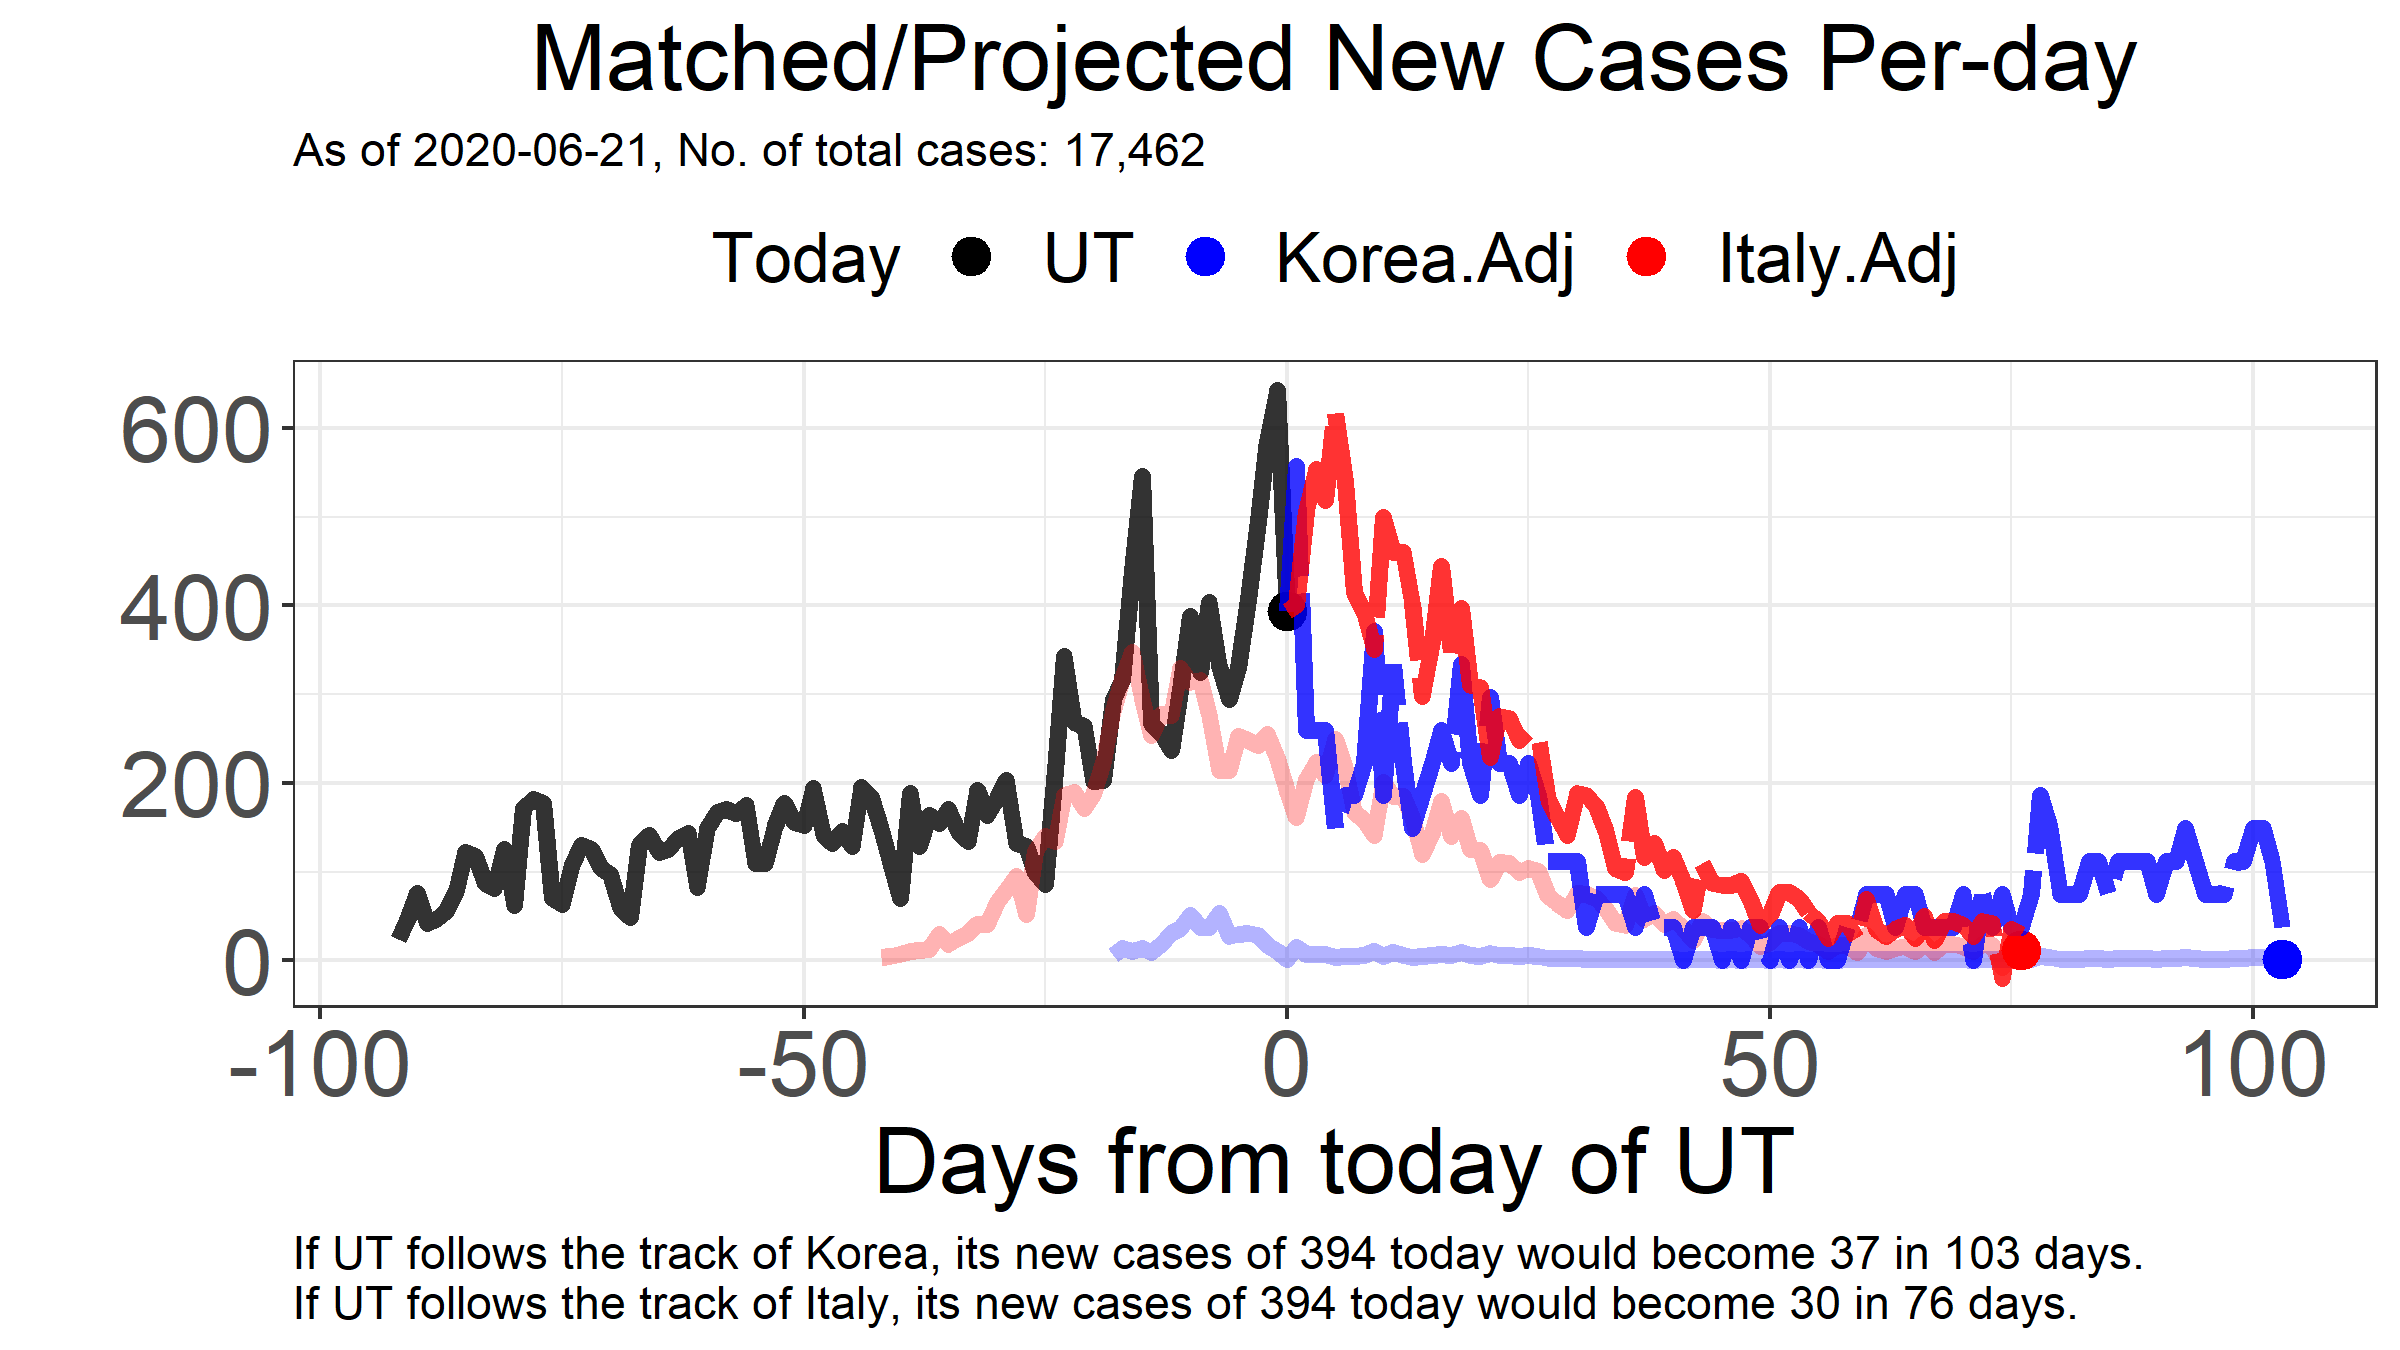 Matched/Projected New Cases Per-day
As of 2020-06-21, No. of total cases: 17,462
Today UT Korea.Adj Italy.Adj
600
400
200
0
-100 -50 0 50 100
Days from today of UT
If UT follows the track of Korea, its new cases of 394 today would become 37 in 103 days.
If UT follows the track of Italy, its new cases of 394 today would become 30 in 76 days.